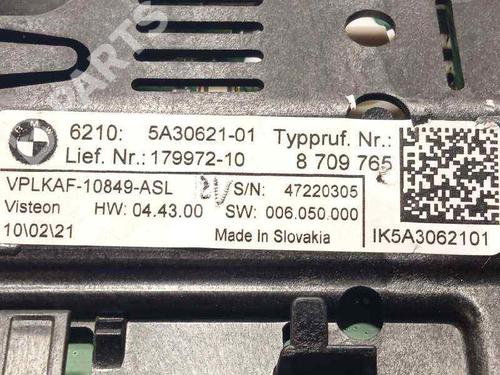 PARTS
BMW
6210: 5A30621-01 Typpruf. Nr.:
Lief. Nr.:179972-10 8 709 765
VPLKAF-10849-ASL S/N: 47220305
Visteon HW: 04.43.00 SW: 006.050.000
10\02\21 Made In Slovakia IK5A3062101